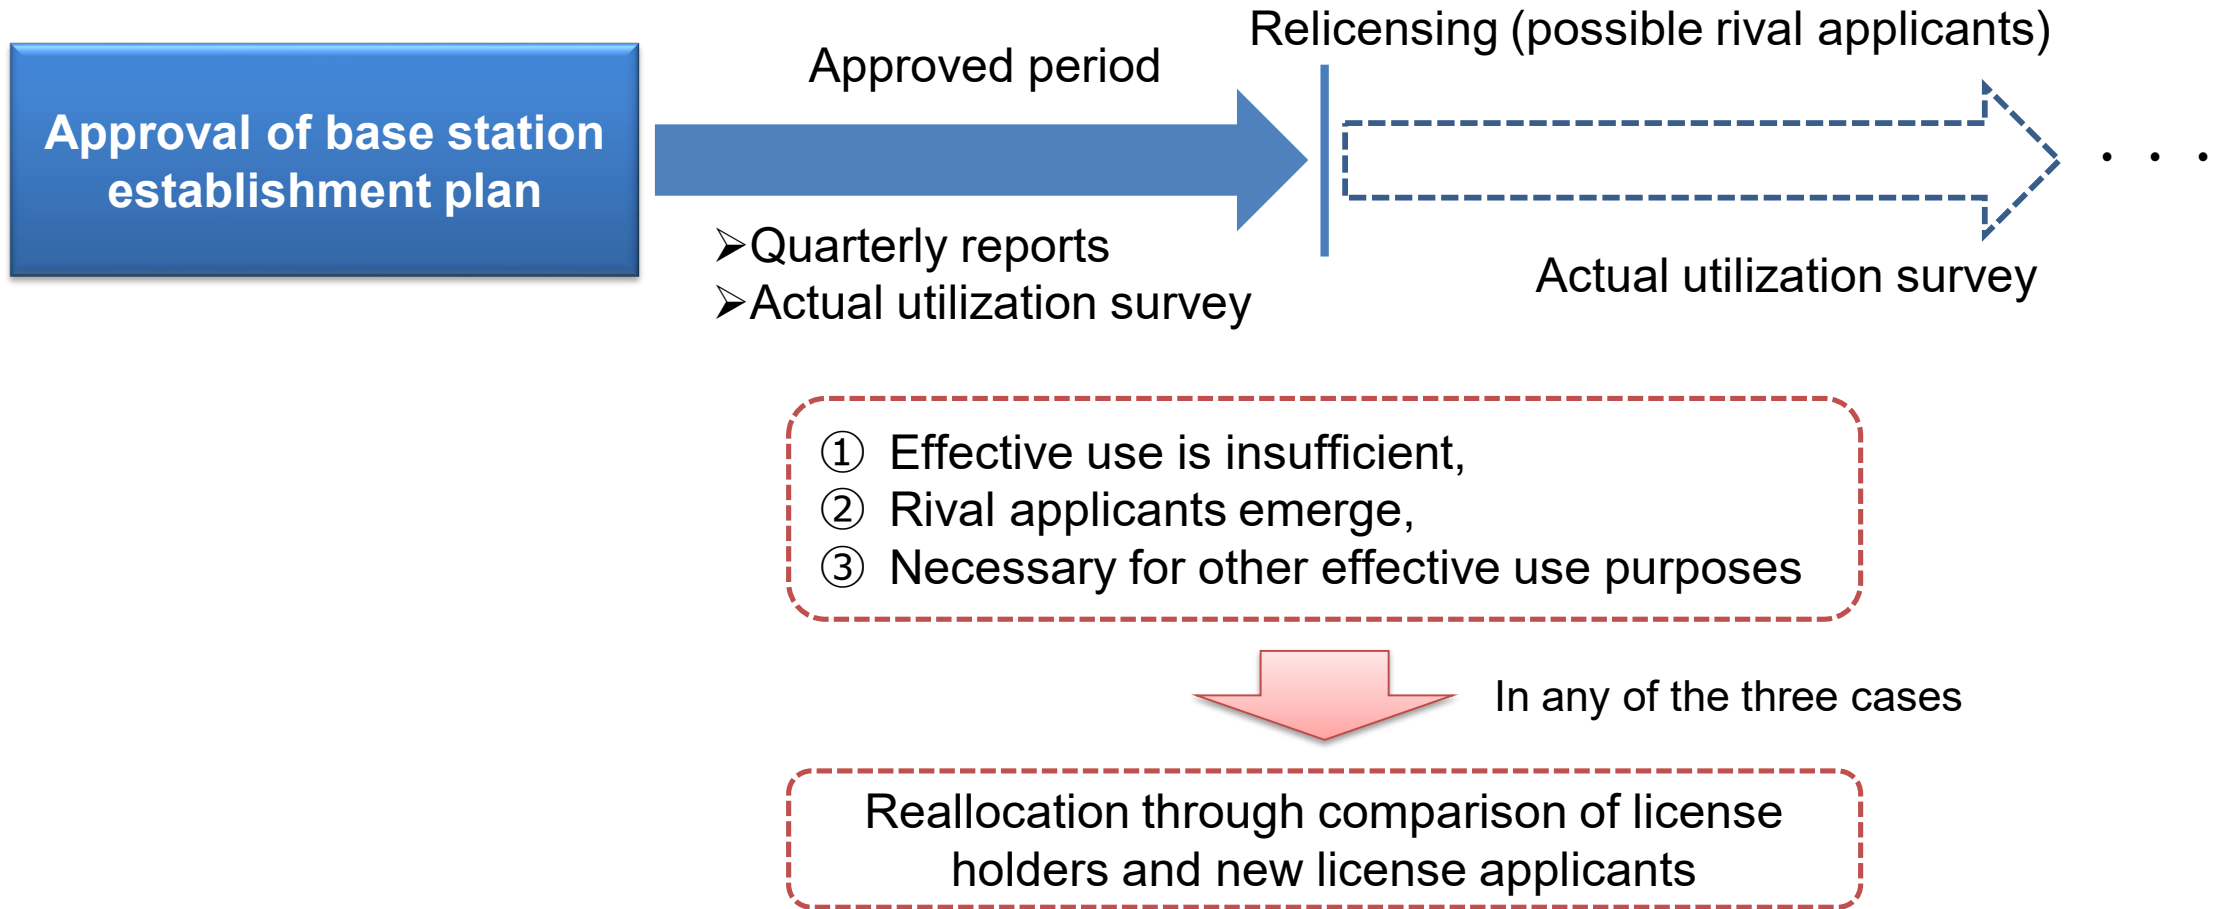 Relicensing (possible rival applicants)
Approved period
Approval of base station
establishment plan
・・・
➢Quarterly reports
➢Actual utilization survey
Actual utilization survey
① Effective use is insufficient,
② Rival applicants emerge,
③ Necessary for other effective use purposes
In any of the three cases
Reallocation through comparison of license
holders and new license applicants